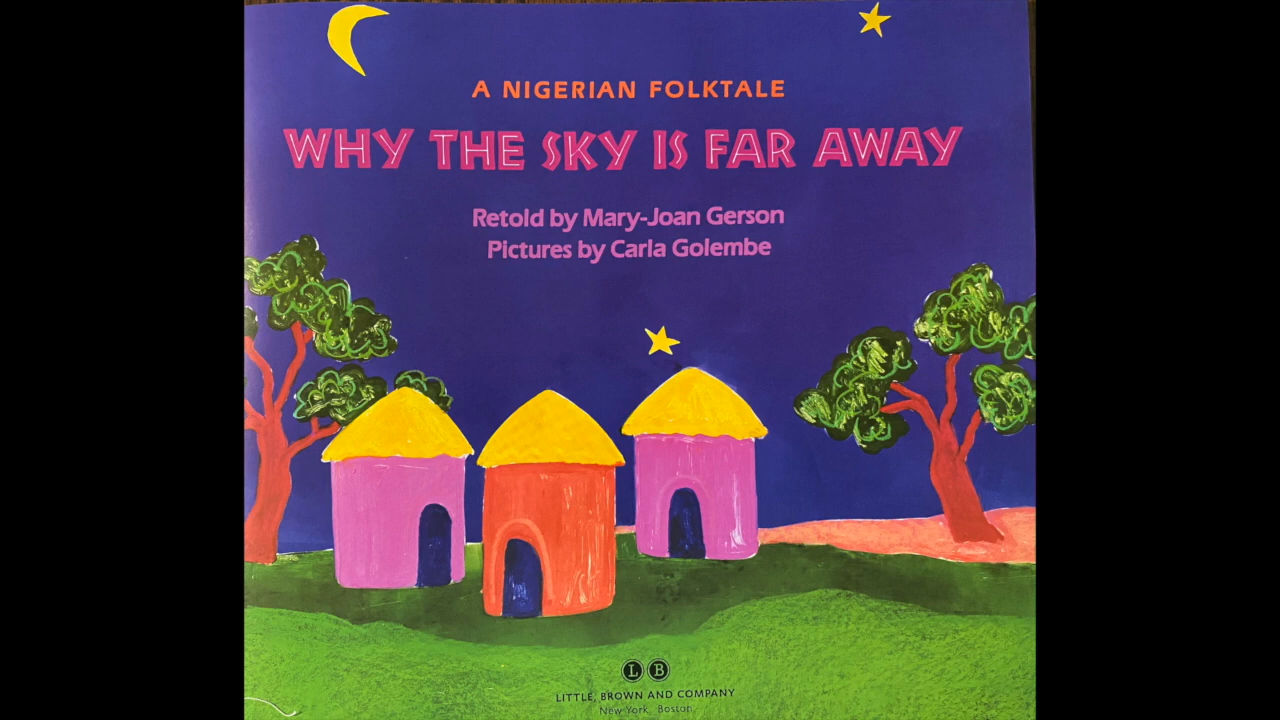 A NIGERIAN FOLKTALE
WHY THE SKY IS FAR AWAY
Retold by Mary-Joan Gerson
Pictures by Carla Golembe
L B
LITTLE, BROWN AND COMPANY
New York Boston